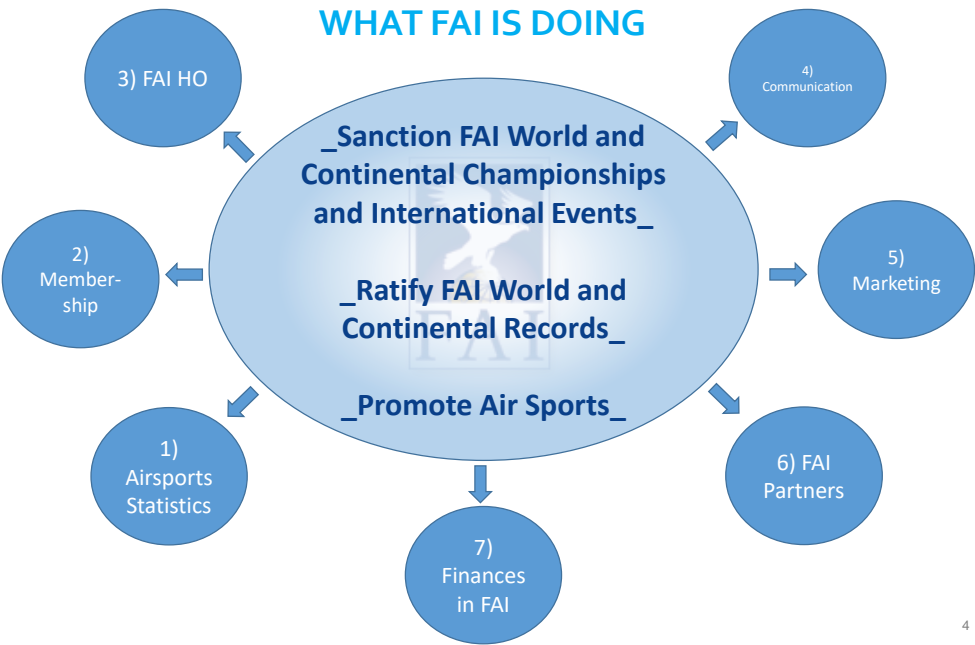 WHAT FAI IS DOING
3) FAI HO
4)
Communication
_Sanction FAI World and
Continental Championships
and International Events_
_Ratify FAI World and
Continental Records_
_Promote Air Sports_
FAI
2)
Member-
ship
5)
Marketing
1)
Airsports
Statistics
6) FAI
Partners
7)
Finances
in FAI
4